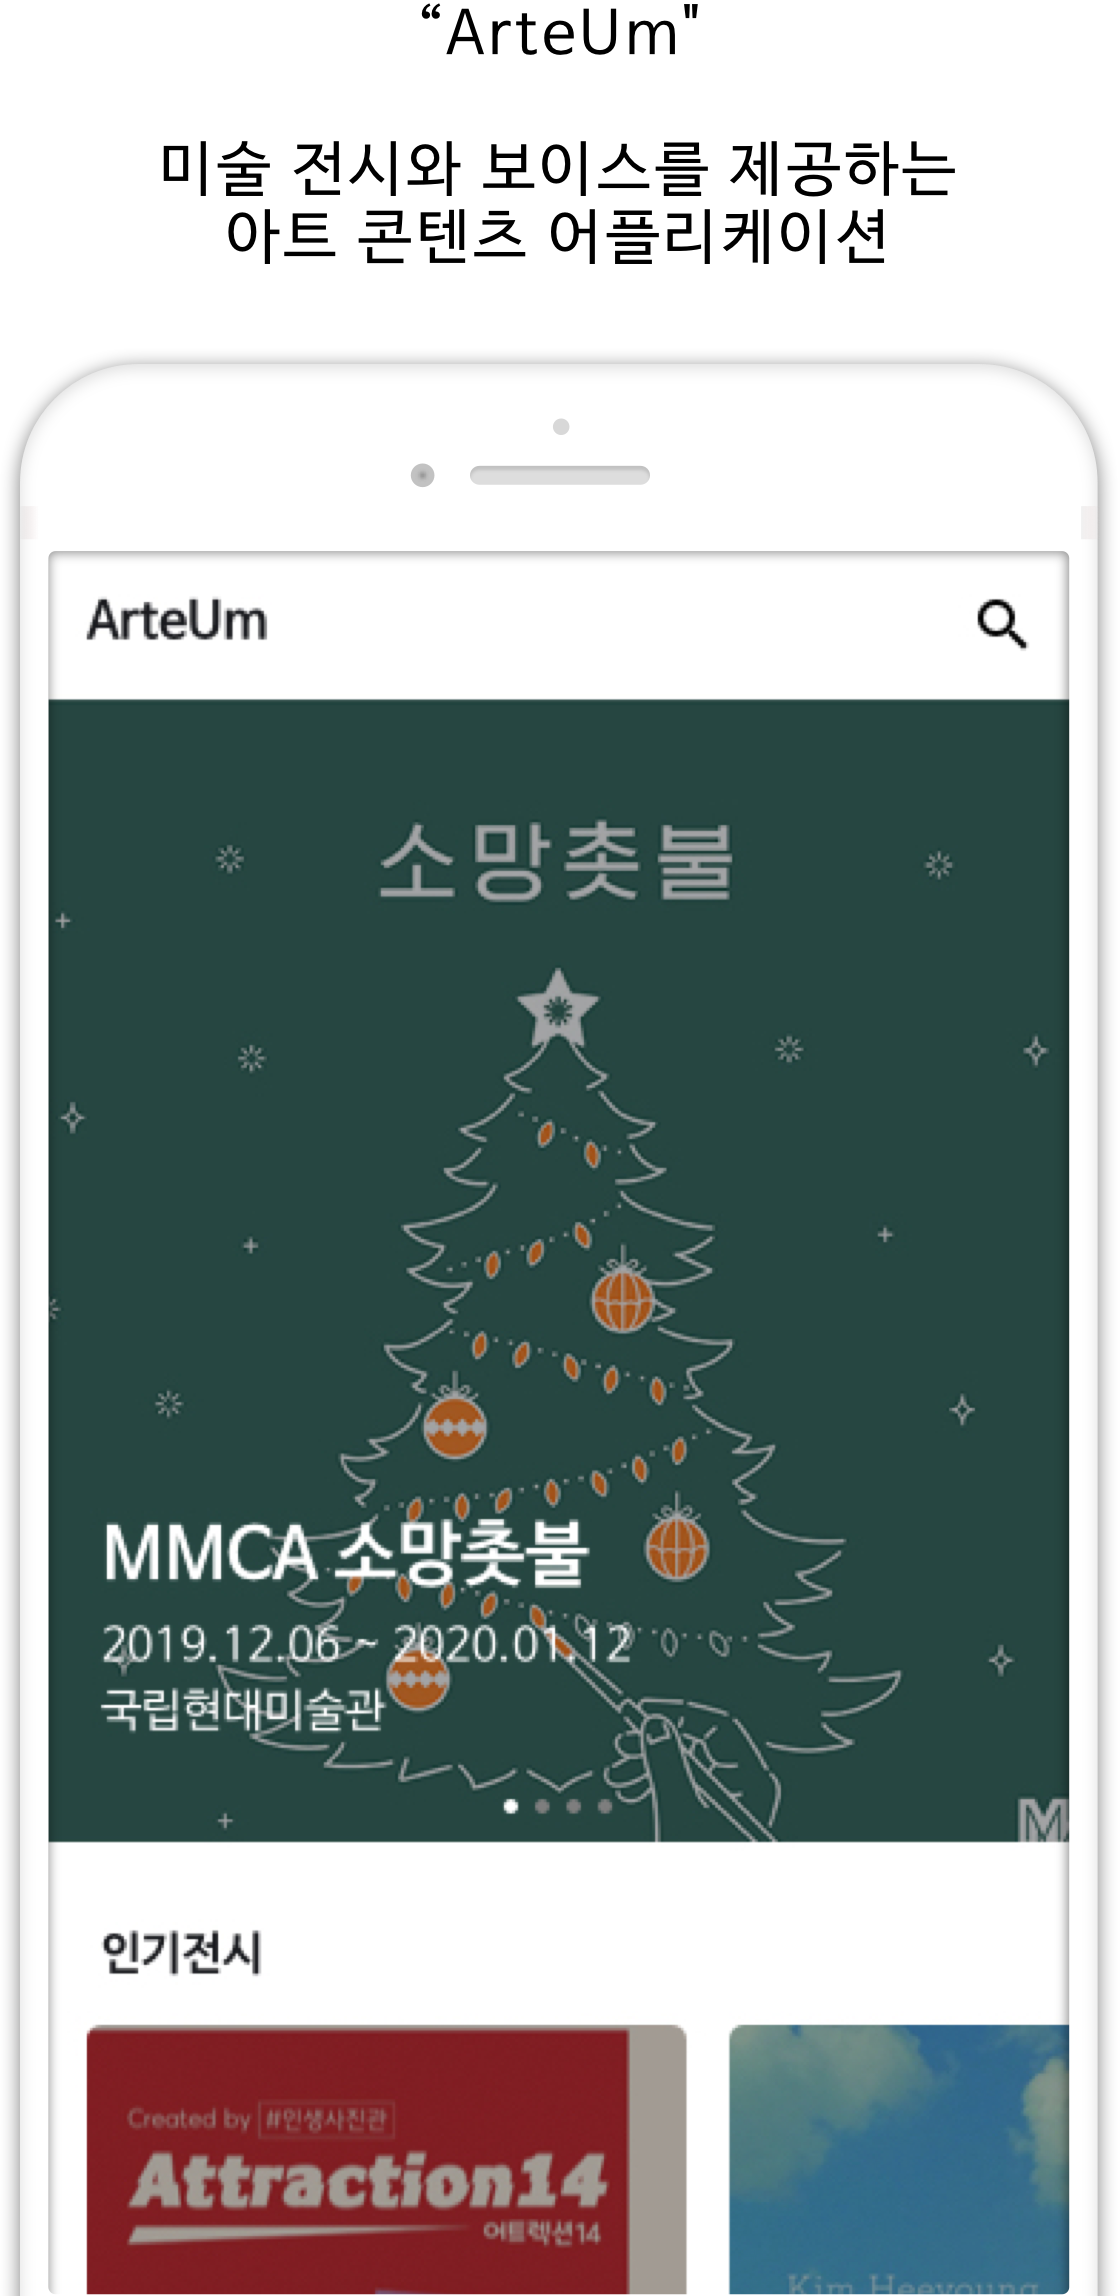 “ArteUm"
미술 전시와 보이스를 제공하는
아트 콘텐츠 어플리케이션
ArteUm
소망촛불
MMCA 소망촛불
2019.12.06 ~ 2020.01.12
국립현대미술관
인기전시
Created by #인생사진관
Attraction14
어트렉션14
Kim Heeyoung